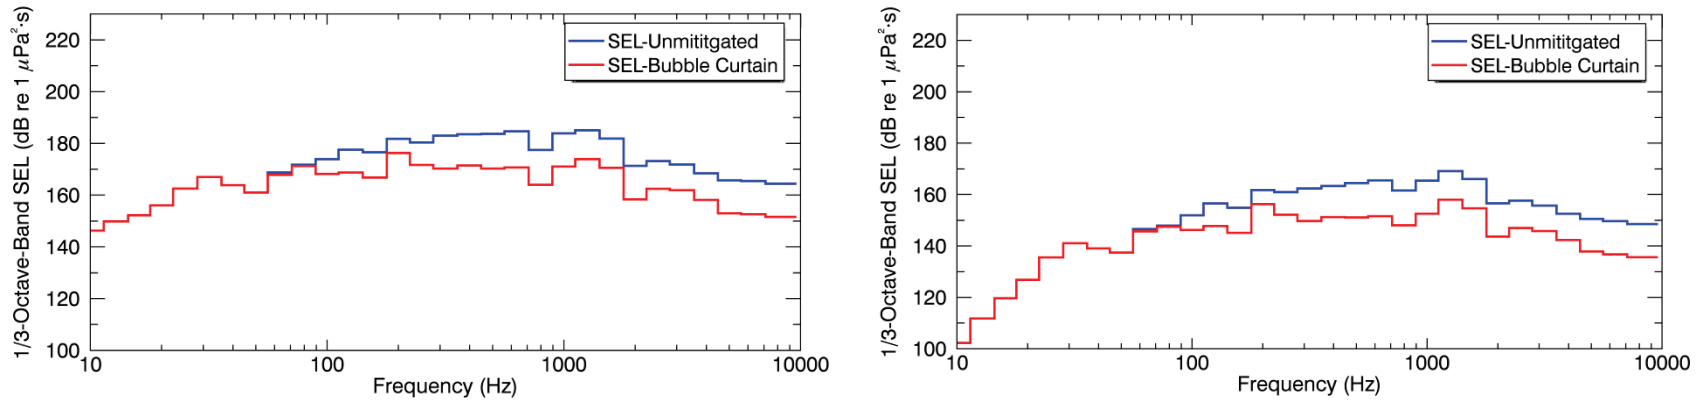 220
200
180
160
140
120
100
1/3-Octave-Band SEL (dB re 1 µPa²·s)
SEL-Unmititgated
SEL-Bubble Curtain
10
100
1000
10000
Frequency (Hz)
220
200
180
160
140
120
100
1/3-Octave-Band SEL (dB re 1 µPa²·s)
SEL-Unmititgated
SEL-Bubble Curtain
10
100
1000
10000
Frequency (Hz)